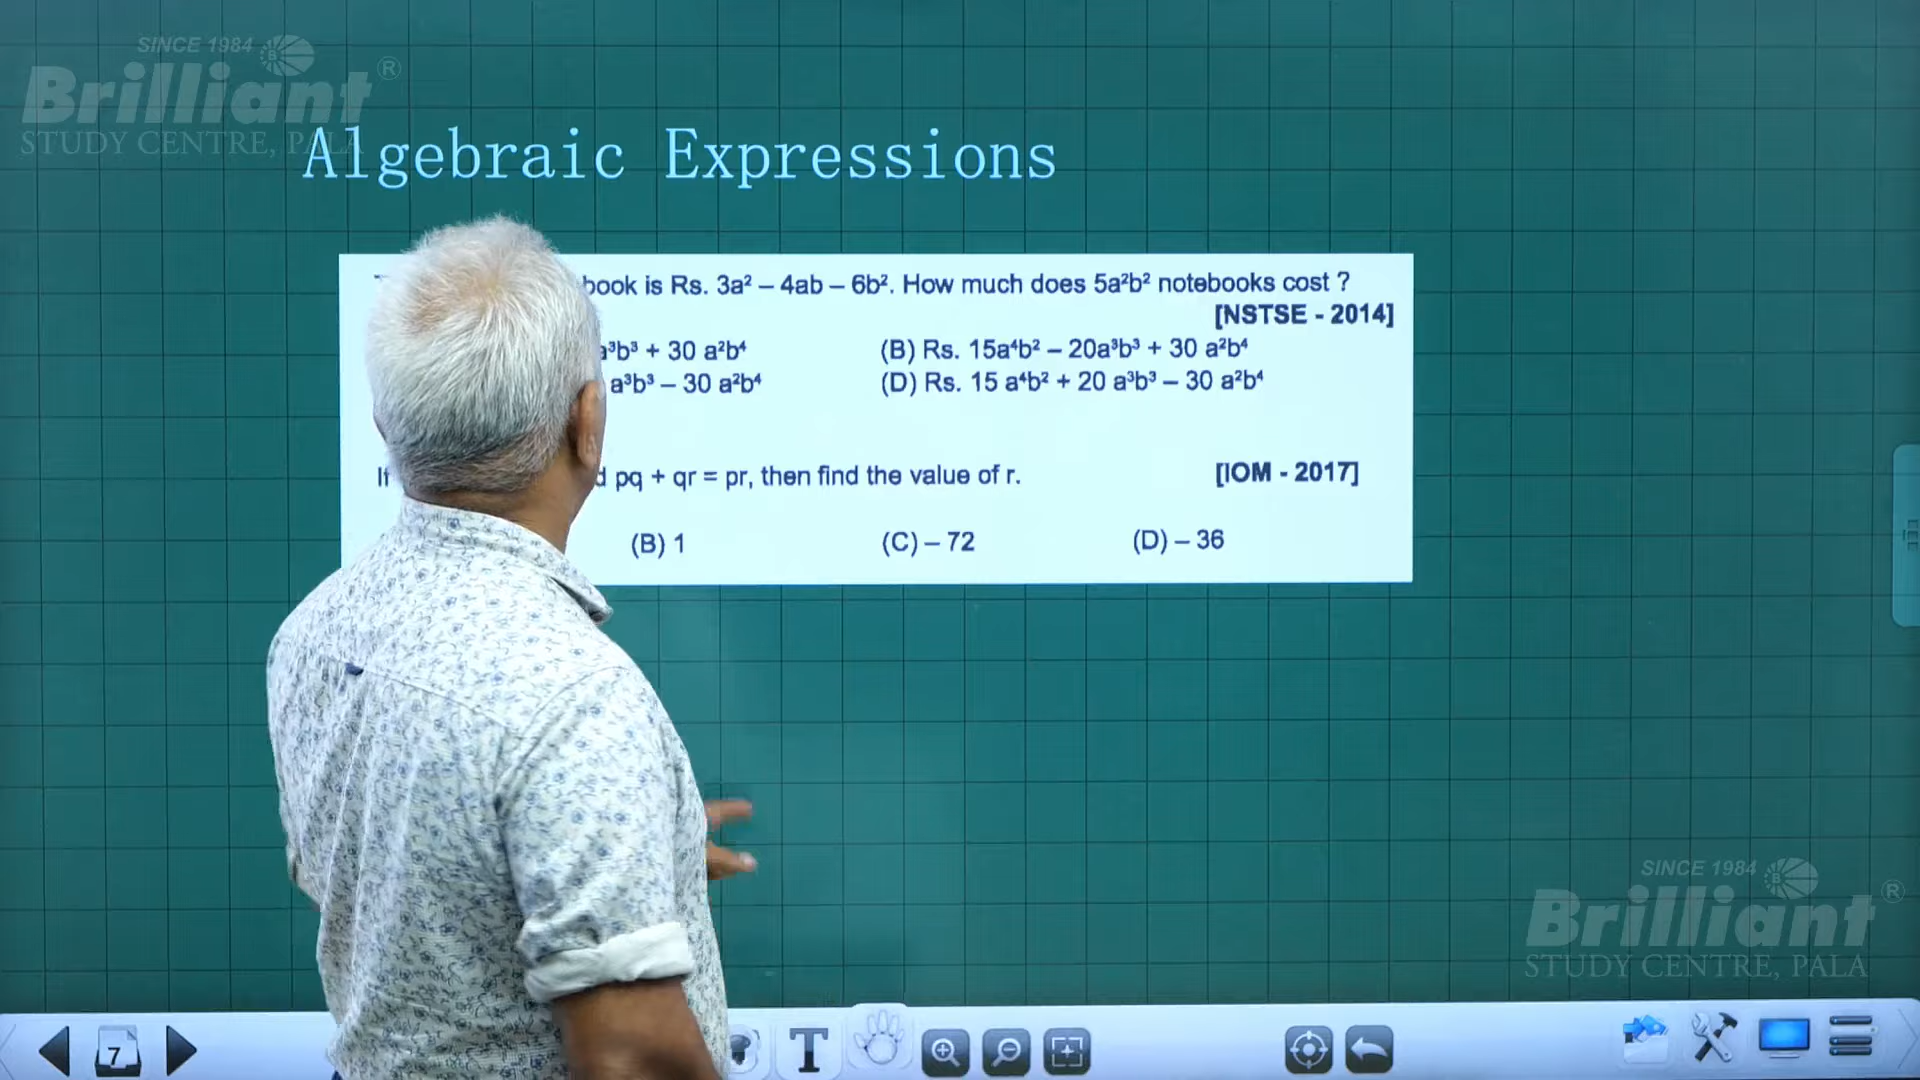 SINCE 1984
Brilliant ®
STUDY CENTRE, PALA
Algebraic Expressions
book is Rs. 3a² – 4ab – 6b². How much does 5a²b² notebooks cost ?
[NSTSE - 2014]
a³b³ + 30 a²b⁴ (B) Rs. 15a⁴b² – 20a³b³ + 30 a²b⁴
a³b³ – 30 a²b⁴ (D) Rs. 15 a⁴b² + 20 a³b³ – 30 a²b⁴
pq + qr = pr, then find the value of r. [IOM - 2017]
(B) 1 (C) – 72 (D) – 36
SINCE 1984
Brilliant ®
STUDY CENTRE, PALA
7
T